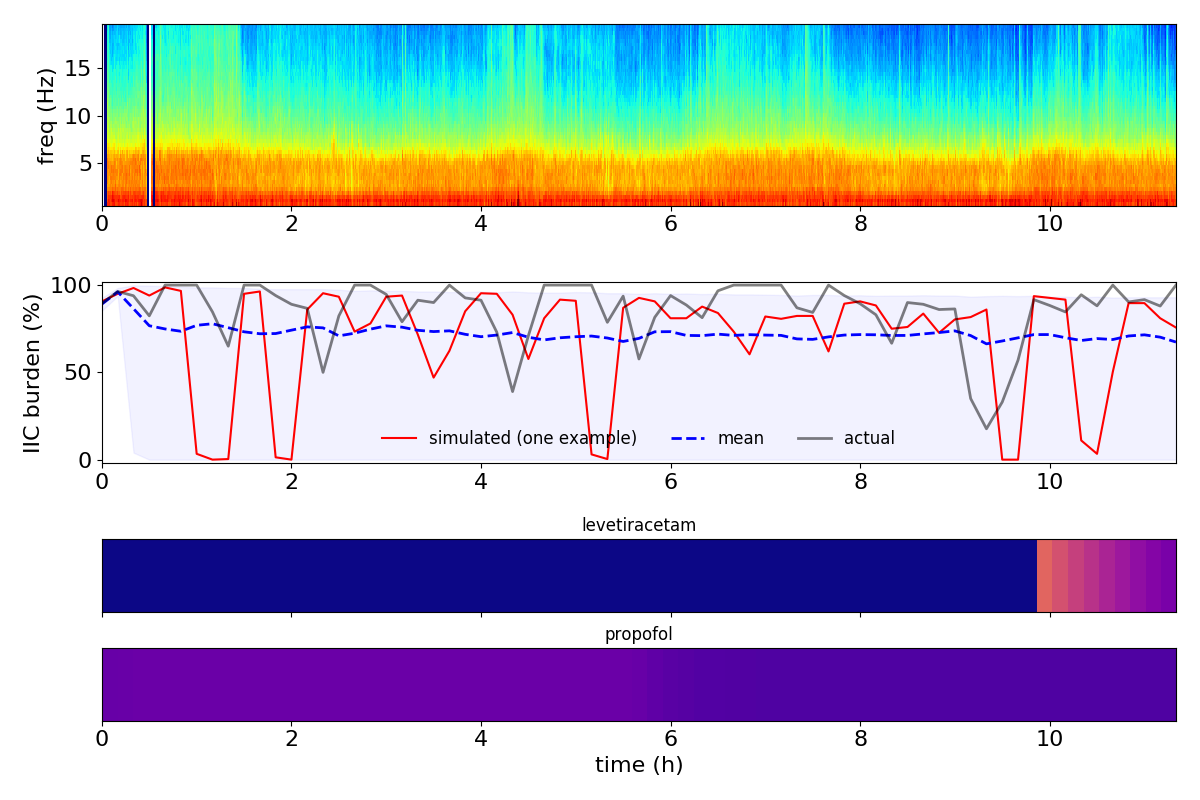 freq (Hz)
15
10
5
0 2 4 6 8 10
IIC burden (%)
100
50
0
simulated (one example) mean actual
0 2 4 6 8 10
levetiracetam
propofol
0 2 4 6 8 10
time (h)